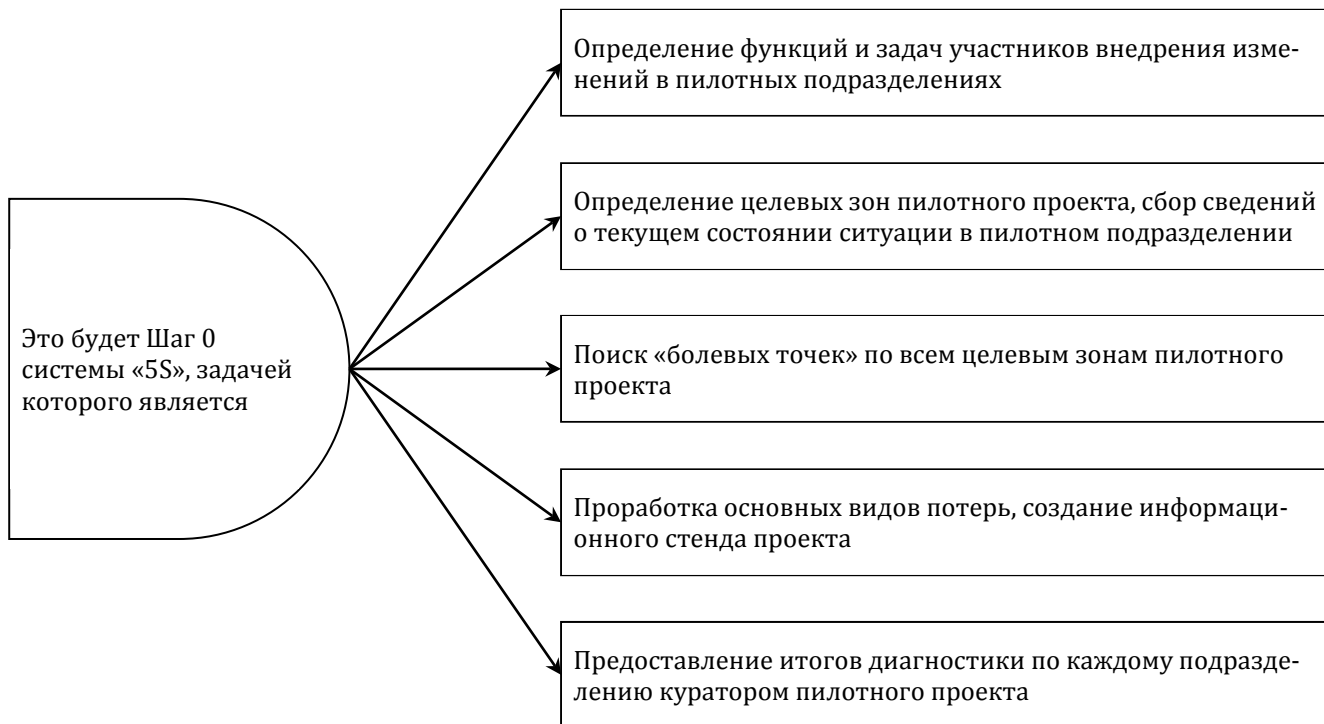 Это будет Шаг 0
системы «5S», задачей
которого является
Определение функций и задач участников внедрения изме-
нений в пилотных подразделениях
Определение целевых зон пилотного проекта, сбор сведений
о текущем состоянии ситуации в пилотном подразделении
Поиск «болевых точек» по всем целевым зонам пилотного
проекта
Проработка основных видов потерь, создание информаци-
онного стенда проекта
Предоставление итогов диагностики по каждому подразде-
лению куратором пилотного проекта